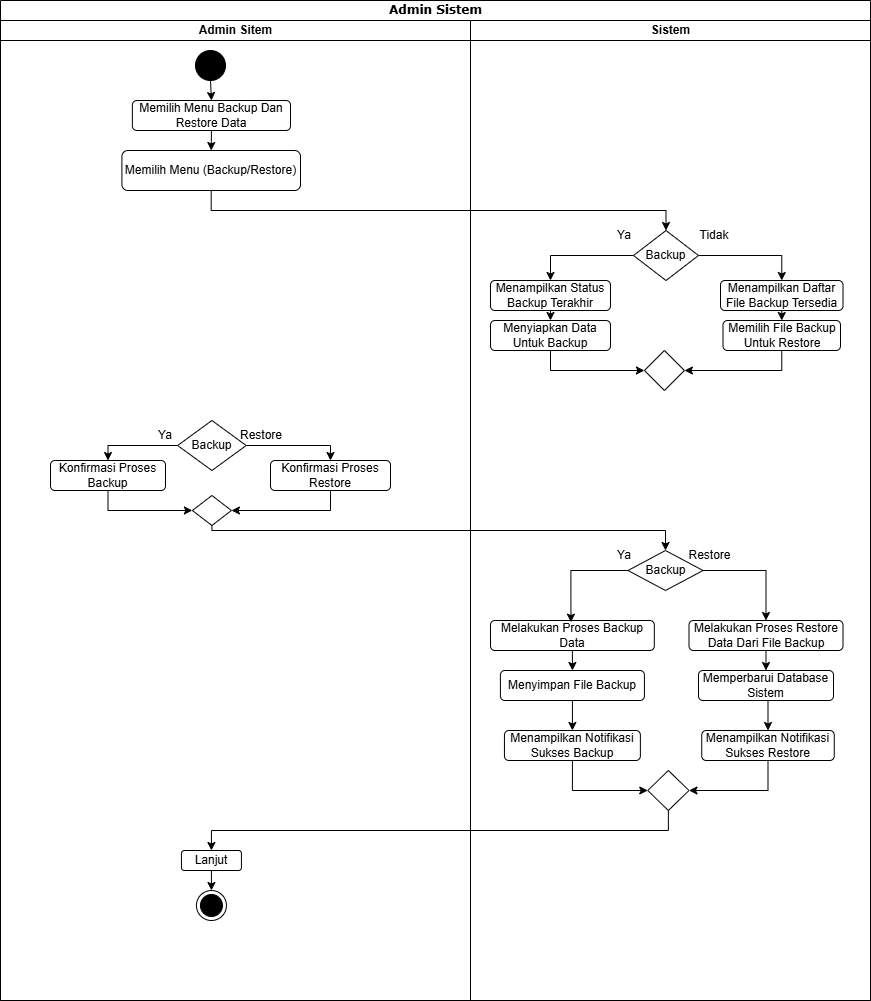 Admin Sistem
Admin Sitem
Sistem
Memilih Menu Backup Dan
Restore Data
Memilih Menu (Backup/Restore)
Ya
Tidak
Backup
Menampilkan Status
Backup Terakhir
Menampilkan Daftar
File Backup Tersedia
Menyiapkan Data
Untuk Backup
Memilih File Backup
Untuk Restore
Ya
Restore
Backup
Konfirmasi Proses
Backup
Konfirmasi Proses
Restore
Ya
Restore
Backup
Melakukan Proses Backup
Data
Melakukan Proses Restore
Data Dari File Backup
Menyimpan File Backup
Memperbarui Database
Sistem
Menampilkan Notifikasi
Sukses Backup
Menampilkan Notifikasi
Sukses Restore
Lanjut